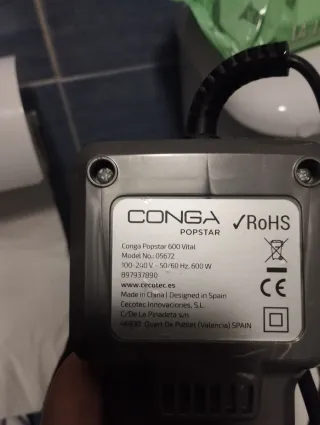 CONGA
POPSTAR
✓RoHS
Conga Popstar 600 Vital
Model No.: 05672
100-200 V~ 50/60 Hz, 600 W
897937890
www.cecotec.es
Made in China | Designed in Spain
Cecotec Innovaciones, S.L.
C/De La Pinadeta s/n
46930 Quart De Poblet (Valencia) SPAIN
CE